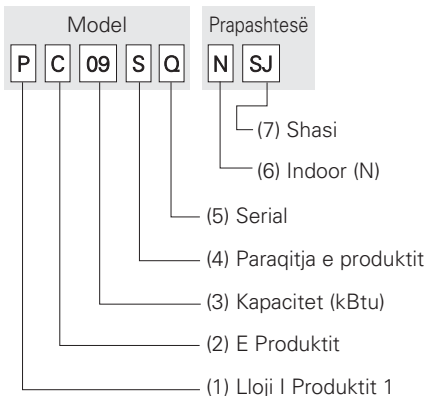 Model Prapashtesë
P C 09 S Q N SJ
(7) Shasi
(6) Indoor (N)
(5) Serial
(4) Paraqitja e produktit
(3) Kapacitet (kBtu)
(2) E Produktit
(1) Lloji I Produktit 1